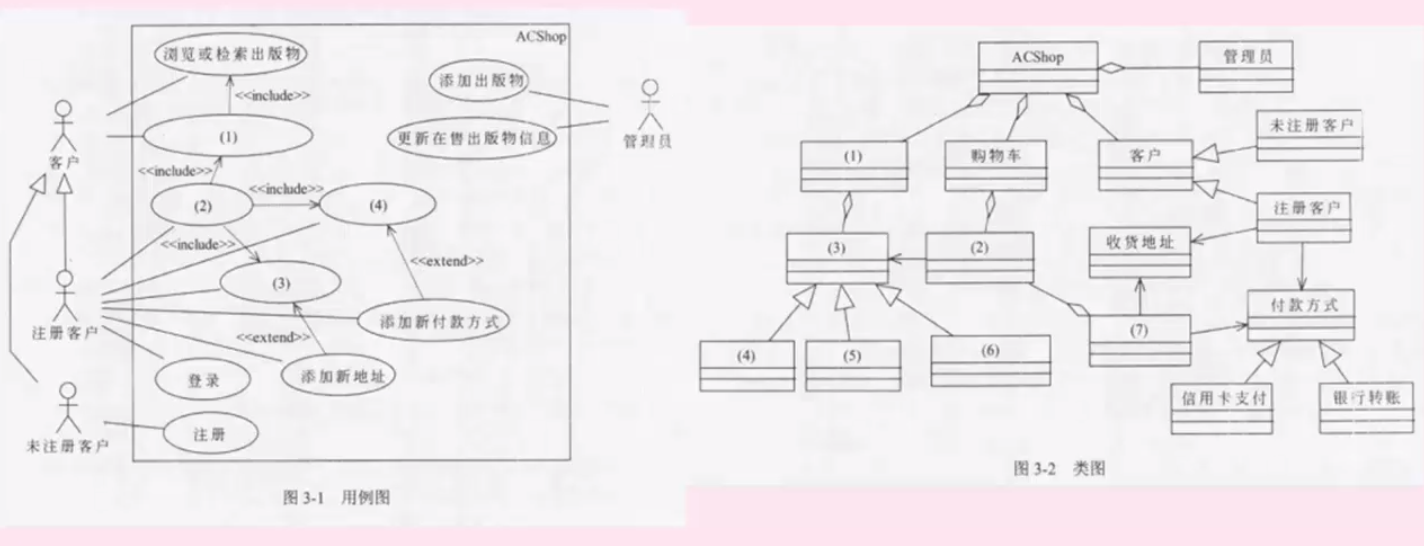 ACShop
浏览或检索出版物
<<include>>
(1)
客户
<<include>>
(2)
<<include>>
(4)
<<include>>
(3)
<<extend>>
注册客户
添加新付款方式
<<extend>>
登录
添加新地址
未注册客户
注册
添加出版物
更新在售出版物信息
管理员
图 3-1 用例图
ACShop
管理员
未注册客户
(1)
购物车
客户
注册客户
(3)
(2)
收货地址
付款方式
(4)
(5)
(6)
(7)
信用卡支付
银行转账
图 3-2 类图